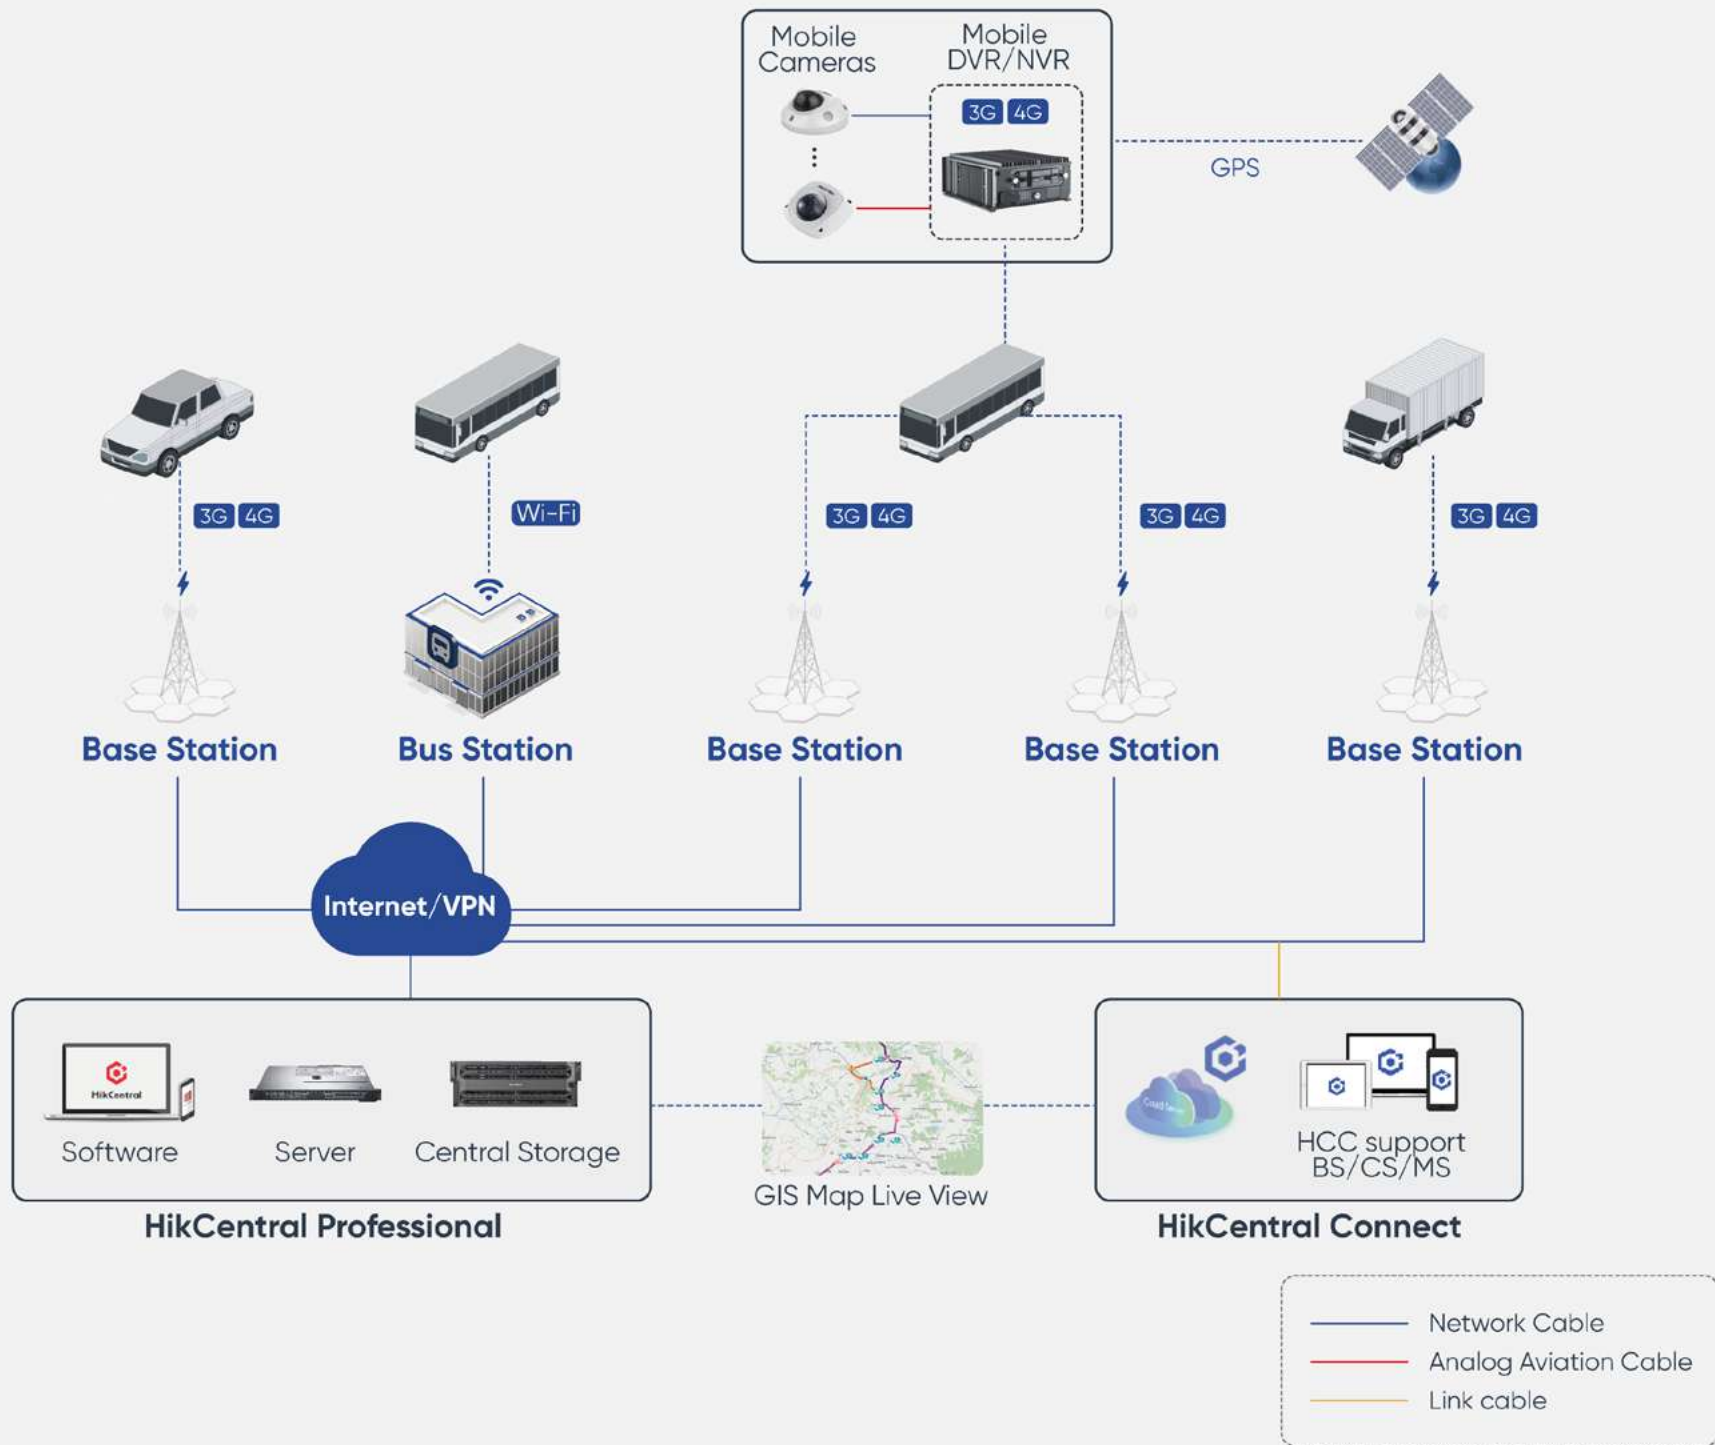 Mobile
Cameras
Mobile
DVR/NVR
3G 4G
GPS
3G 4G
Wi-Fi
3G 4G
3G 4G
3G 4G
Base Station
Bus Station
Base Station
Base Station
Base Station
Internet/VPN
HikCentral
Software
Server
Central Storage
GIS Map Live View
HCC support
BS/CS/MS
HikCentral Professional
HikCentral Connect
Network Cable
Analog Aviation Cable
Link cable